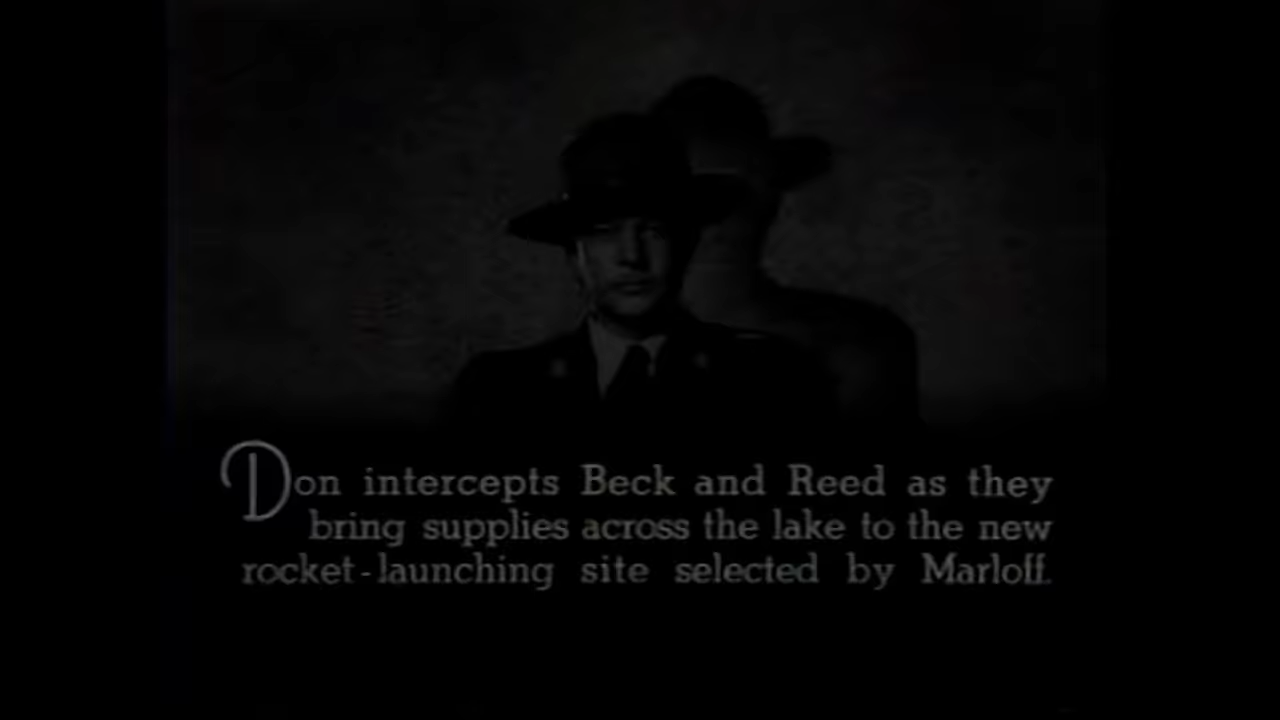 Don intercepts Beck and Reed as they
bring supplies across the lake to the new
rocket-launching site selected by Marloff.